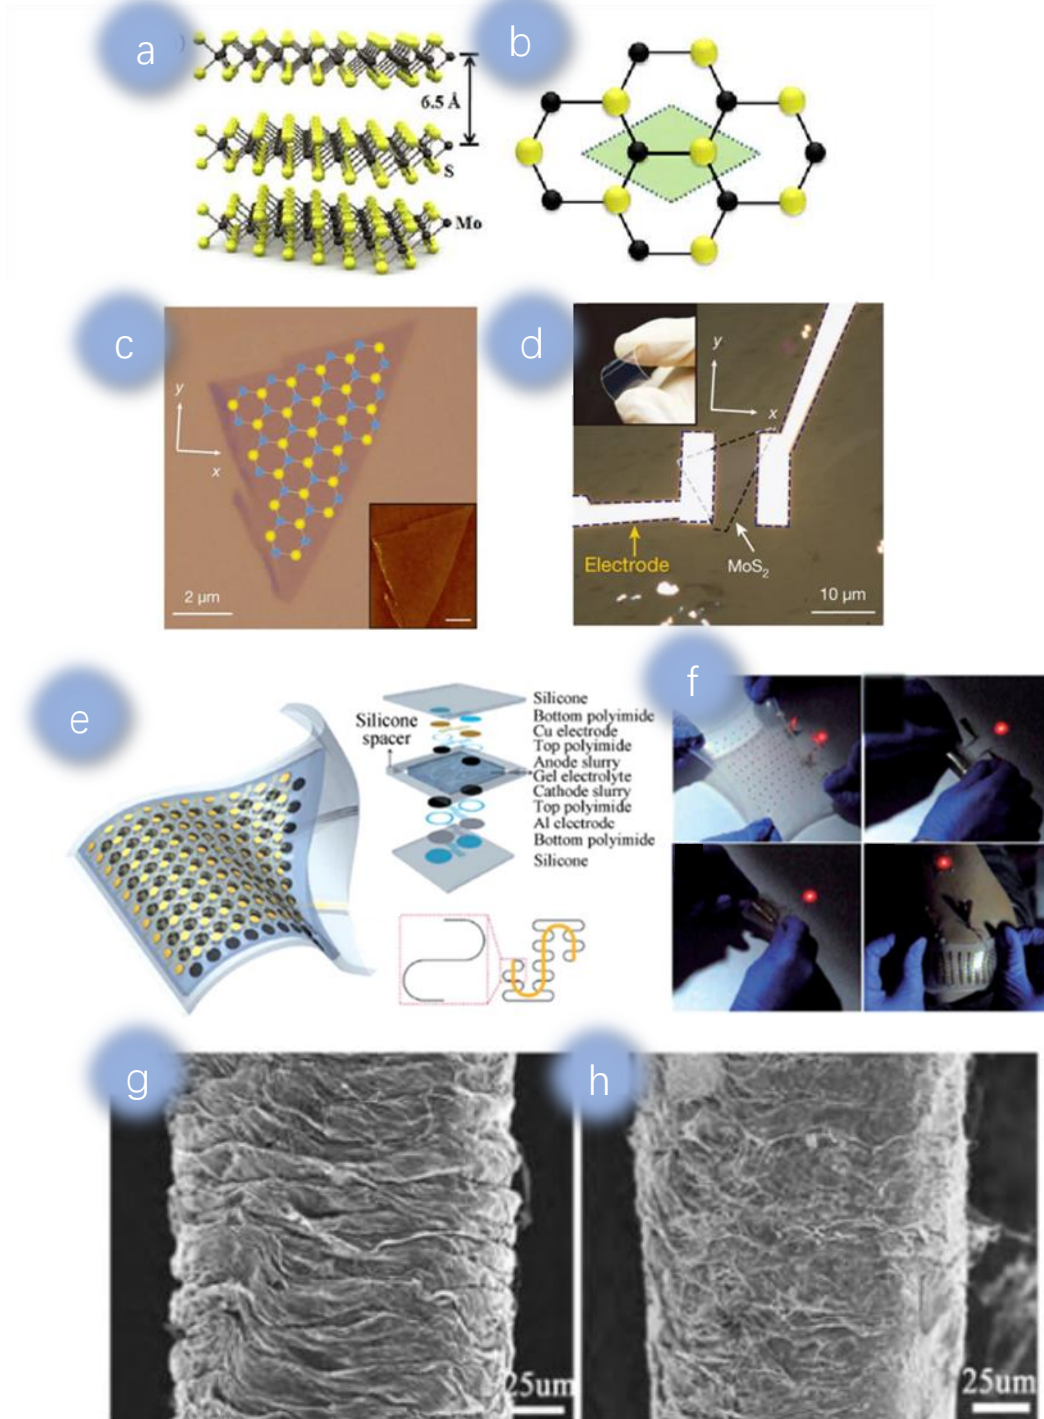 a
b
6.5 Å
S
Mo
c
d
y
x
2 µm
y
x
Electrode
MoS₂
10 µm
e
f
Silicone
spacer
Silicone
Bottom polyimide
Cu electrode
Top polyimide
Anode slurry
Gel electrolyte
Cathode slurry
Top polyimide
Al electrode
Bottom polyimide
Silicone
g
h
25um
25um